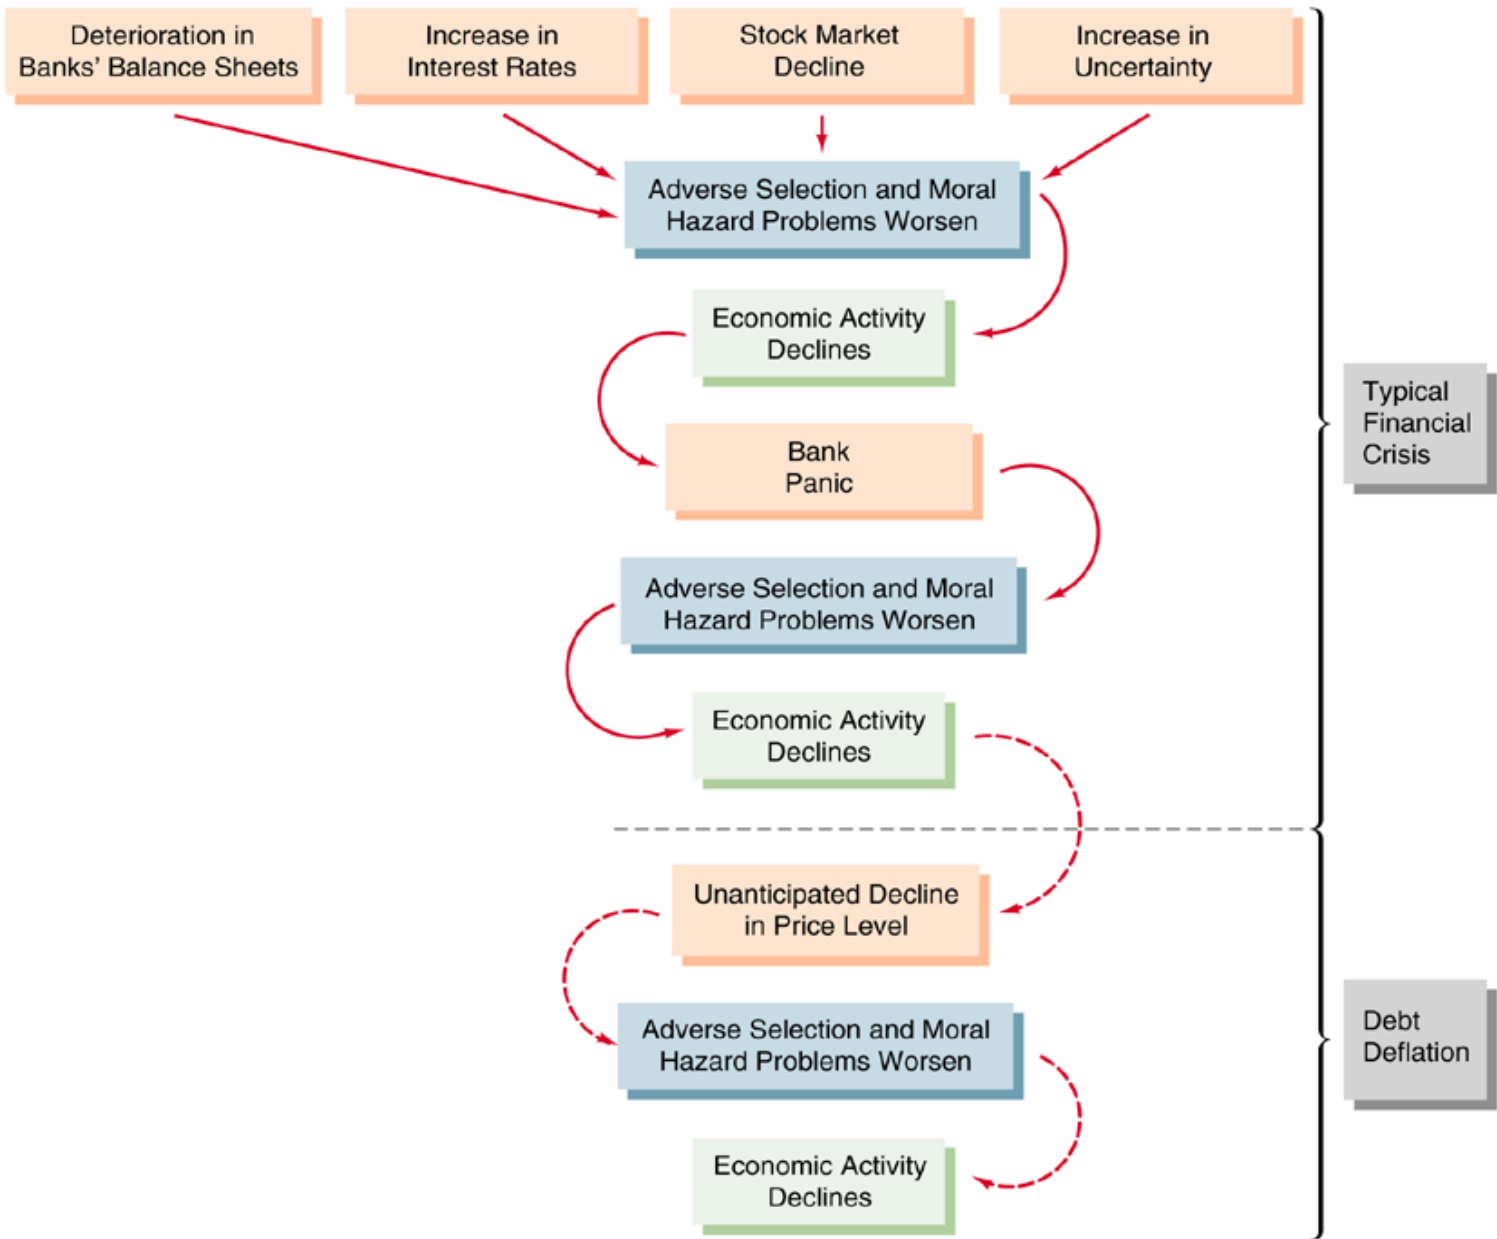 Deterioration in
Banks’ Balance Sheets
Increase in
Interest Rates
Stock Market
Decline
Increase in
Uncertainty
Adverse Selection and Moral
Hazard Problems Worsen
Economic Activity
Declines
Bank
Panic
Adverse Selection and Moral
Hazard Problems Worsen
Economic Activity
Declines
Typical
Financial
Crisis
Unanticipated Decline
in Price Level
Adverse Selection and Moral
Hazard Problems Worsen
Economic Activity
Declines
Debt
Deflation